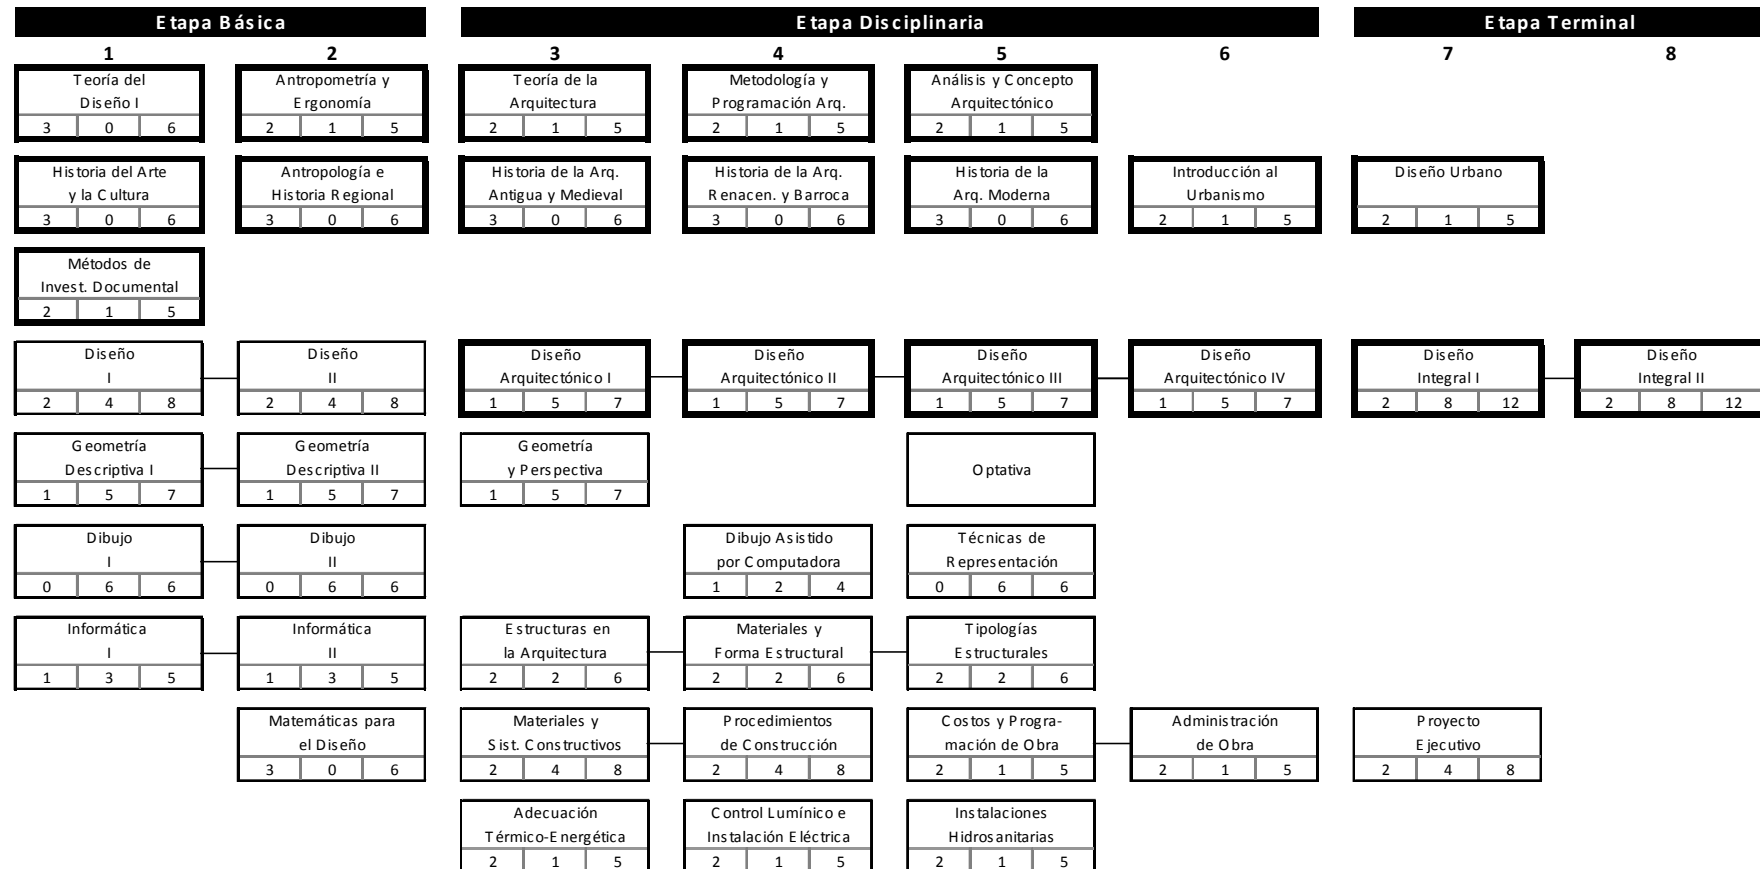 Etapa Básica Etapa Disciplinaria Etapa Terminal
1 2 3 4 5 6 7 8
Teoría del Antropometría y Teoría de la Metodología y Análisis y Concepto
Diseño I Ergonomía Arquitectura Programación Arq. Arquitectónico
3 0 6 2 1 5 2 1 5 2 1 5 2 1 5
Historia del Arte Antropología e Historia de la Arq. Historia de la Arq. Historia de la Introducción al Diseño Urbano
y la Cultura Historia Regional Antigua y Medieval Renacen. y Barroca Arq. Moderna Urbanismo
3 0 6 3 0 6 3 0 6 3 0 6 3 0 6 2 1 5 2 1 5
Métodos de
Invest. Documental
2 1 5
Diseño Diseño Diseño Diseño Diseño Diseño Diseño Diseño
I II Arquitectónico I Arquitectónico II Arquitectónico III Arquitectónico IV Integral I Integral II
2 4 8 2 4 8 1 5 7 1 5 7 1 5 7 1 5 7 2 8 12 2 8 12
Geometría Geometría Geometría
Descriptiva I Descriptiva II y Perspectiva Optativa
1 5 7 1 5 7 1 5 7
Dibujo Dibujo Dibujo Asistido Técnicas de
I II por Computadora Representación
0 6 6 0 6 6 1 2 4 0 6 6
Informática Informática Estructuras en Materiales y Tipologías
I II la Arquitectura Forma Estructural Estructurales
1 3 5 1 3 5 2 2 6 2 2 6 2 2 6
Matemáticas para Materiales y Procedimientos Costos y Progra- Administración Proyecto
el Diseño Sist. Constructivos de Construcción mación de Obra de Obra Ejecutivo
3 0 6 2 4 8 2 4 8 2 1 5 2 1 5 2 4 8
Adecuación Control Lumínico e Instalaciones
Térmico-Energética Instalación Eléctrica Hidrosanitarias
2 1 5 2 1 5 2 1 5